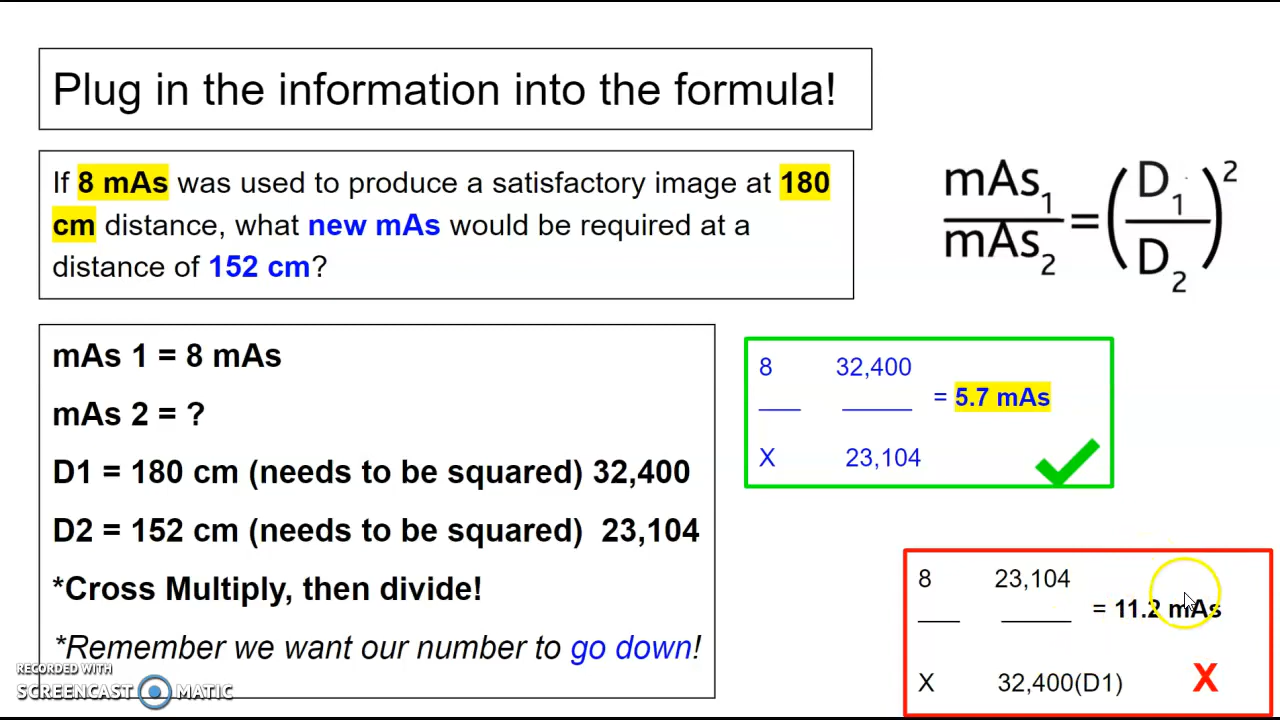 Plug in the information into the formula!
If 8 mAs was used to produce a satisfactory image at 180
cm distance, what new mAs would be required at a
distance of 152 cm?
mAs1 = (D1)2
mAs2 D2
mAs 1 = 8 mAs
mAs 2 = ?
D1 = 180 cm (needs to be squared) 32,400
D2 = 152 cm (needs to be squared) 23,104
*Cross Multiply, then divide!
*Remember we want our number to go down!
8 32,400
= 5.7 mAs
X 23,104
8 23,104
= 11.2 mAs
X 32,400(D1) X
RECORDED WITH
SCREENCAST MATIC